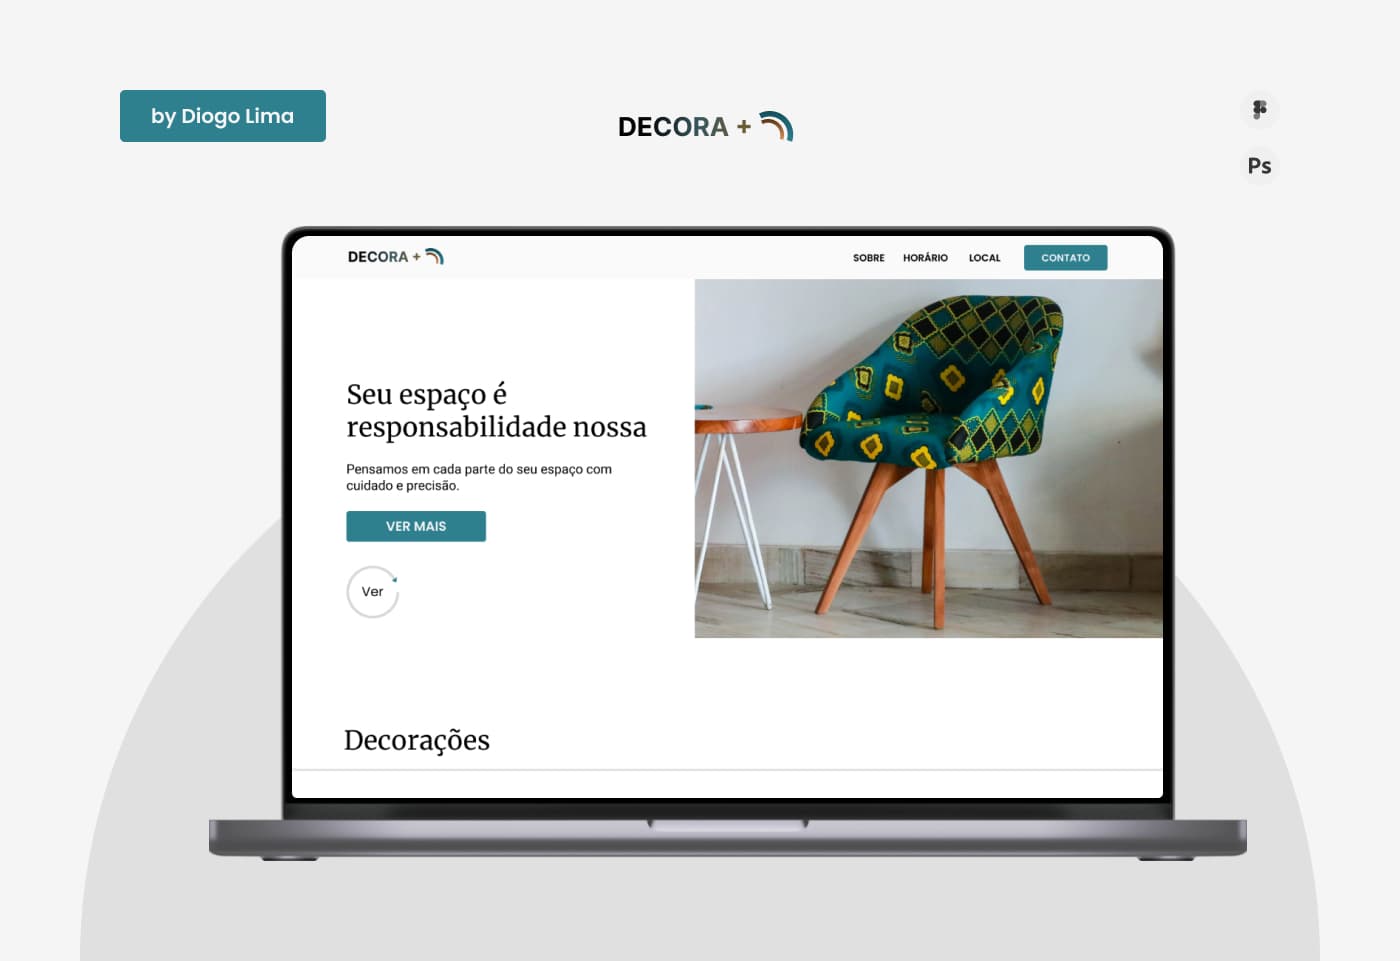 by Diogo Lima
DECORA +
Ps
DECORA +
SOBRE HORÁRIO LOCAL CONTATO
Seu espaço é
responsabilidade nossa
Pensamos em cada parte do seu espaço com
cuidado e precisão.
VER MAIS
Ver
Decorações